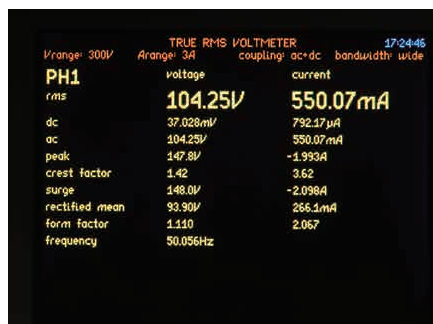 TRUE RMS VOLTMETER 17:24:46
Vrange: 300V Arange: 3A coupling: ac+dc bandwidth: wide
PH1 voltage current
rms 104.25V 550.07mA
dc 37.028mV 792.17µA
ac 104.25V 550.07mA
peak 147.8V -1.993A
crest factor 1.42 3.62
surge 148.0V -2.098A
rectified mean 93.90V 266.1mA
form factor 1.110 2.067
frequency 50.056Hz